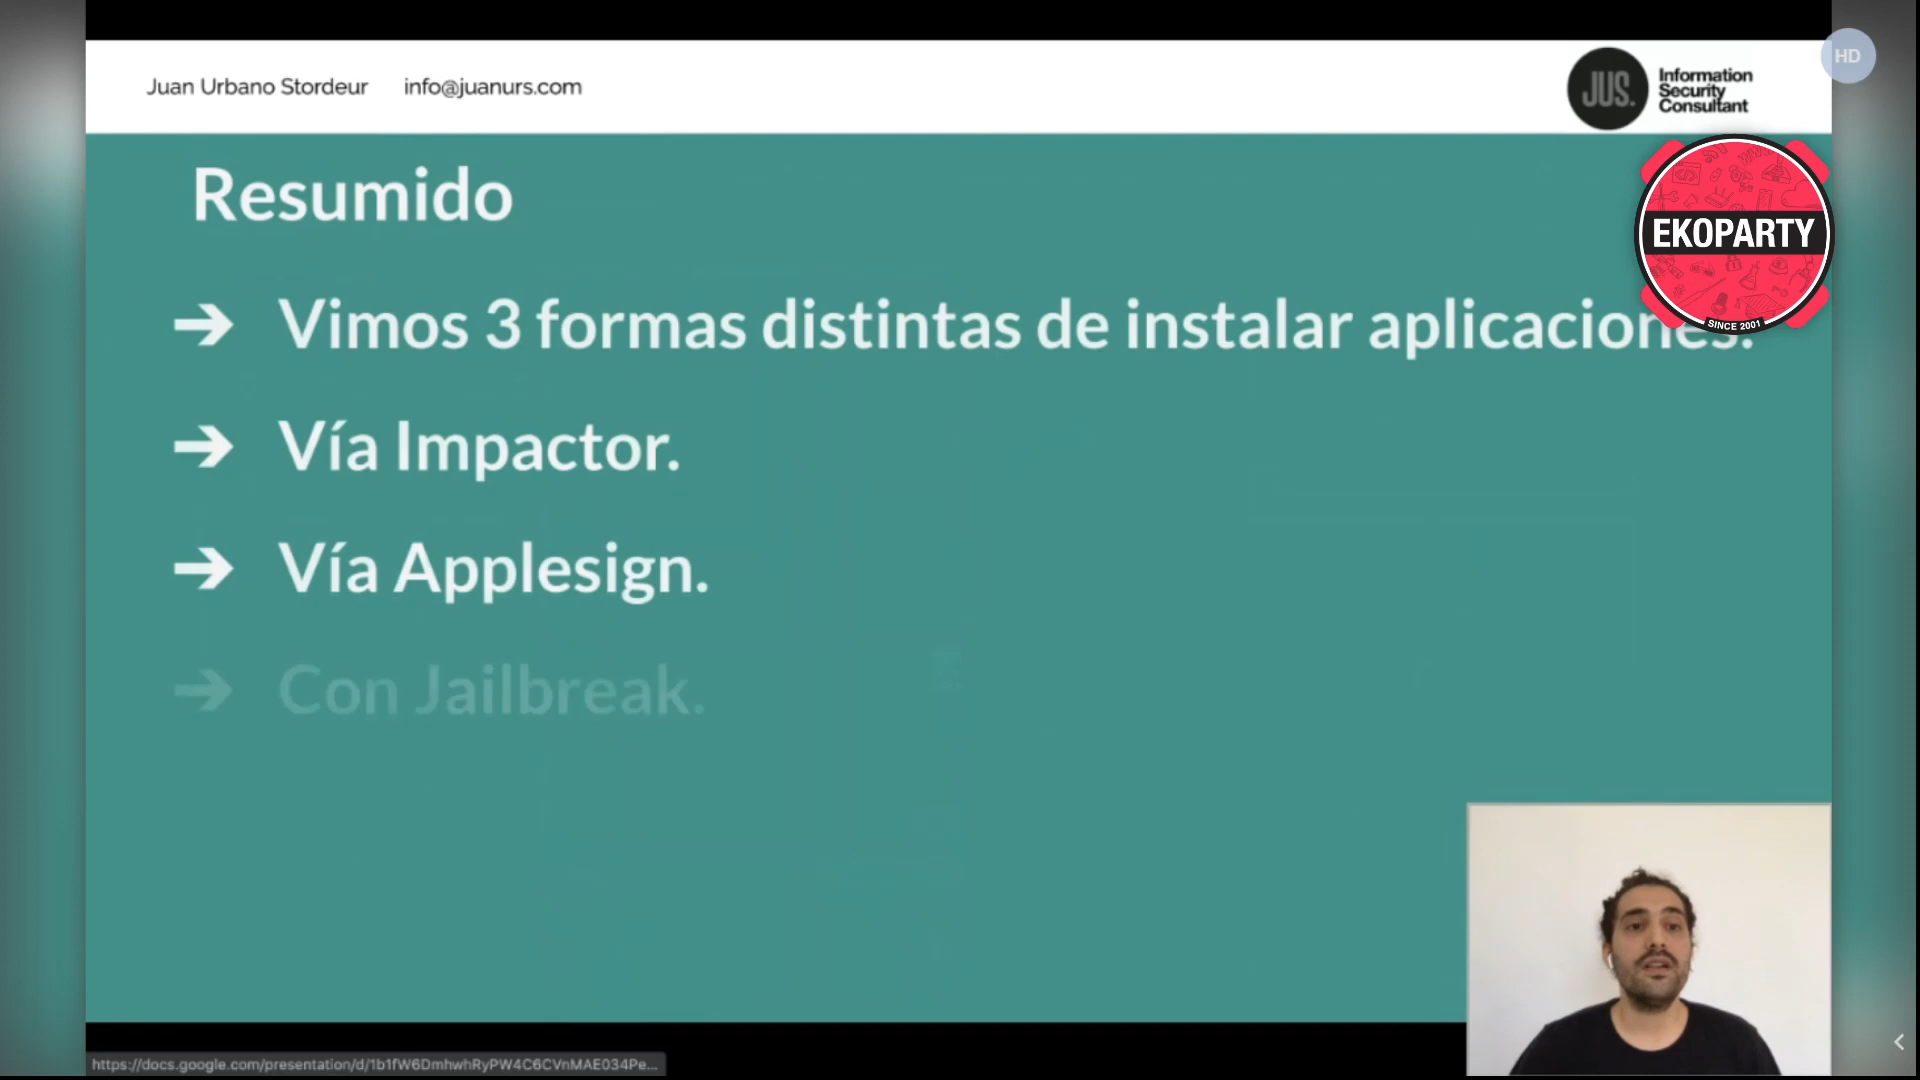 Juan Urbano Stordeur info@juanurs.com
JUS.
Information
Security
Consultant
HD
EKOPARTY
SINCE 2001
Resumido
➔ Vimos 3 formas distintas de instalar aplicaciones.
➔ Vía Impactor.
➔ Vía Applesign.
➔ Con Jailbreak.
https://docs.google.com/presentation/d/1b1fW6DmhwhRyPW4C6CVnMAE034Pe...